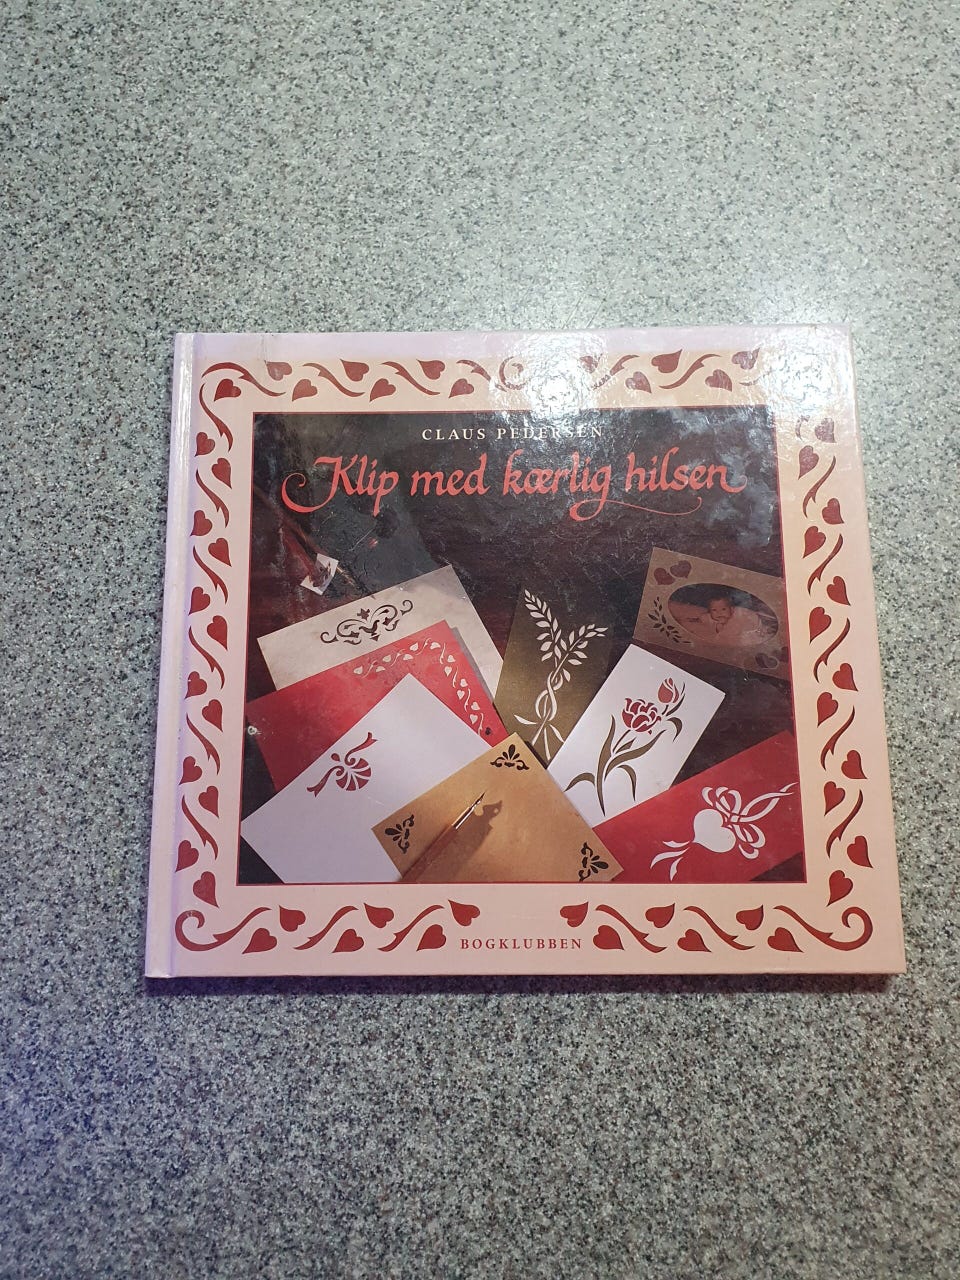 CLAUS PEDERSEN
Klip med kærlig hilsen
BOGKLUBBEN